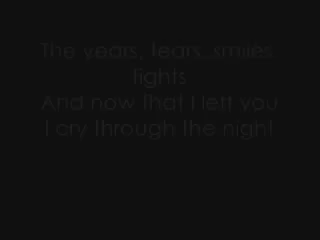 The years, tears, smiles
fights
And now that I left you
I cry through the night